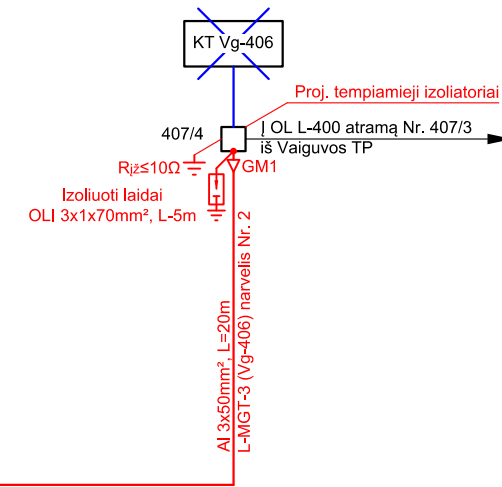 KT Vg-406
Proj. tempiamieji izoliatoriai
407/4
Į OL L-400 atramą Nr. 407/3
iš Vaiguvos TP
Rįž≤10Ω
GM1
Izoliuoti laidai
OLI 3x1x70mm², L-5m
Al 3x50mm², L=20m
L-MGT-3 (Vg-406) narvelis Nr. 2